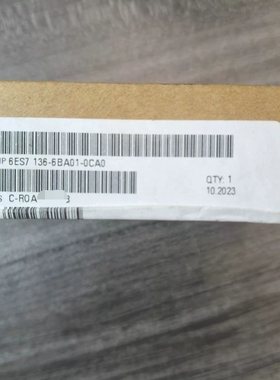 P 6ES7 136-6BA01-0CA0
S C-R0A
QTY: 1
10.2023